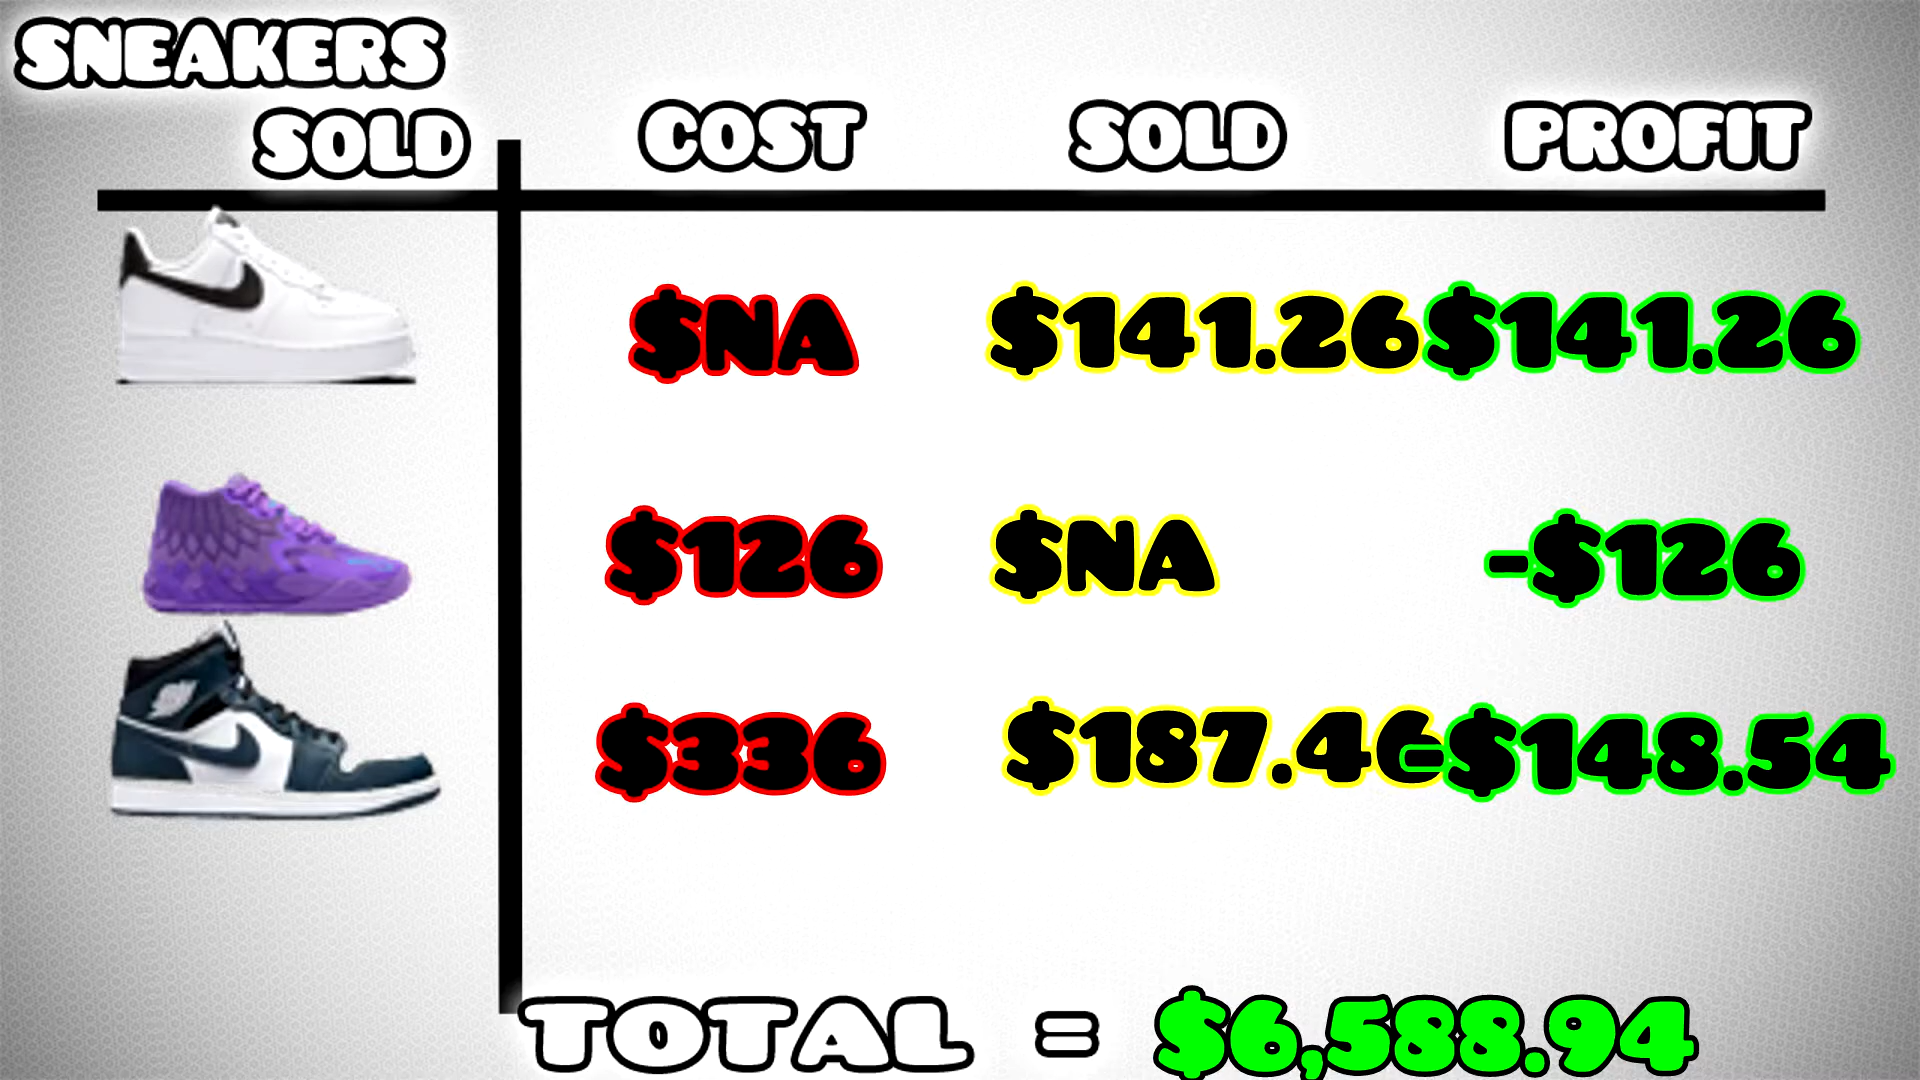 SNEAKERS
SOLD COST SOLD PROFIT
$NA $141.26 $141.26
$126 $NA -$126
$336 $187.46 -$148.54
TOTAL = $6,588.94